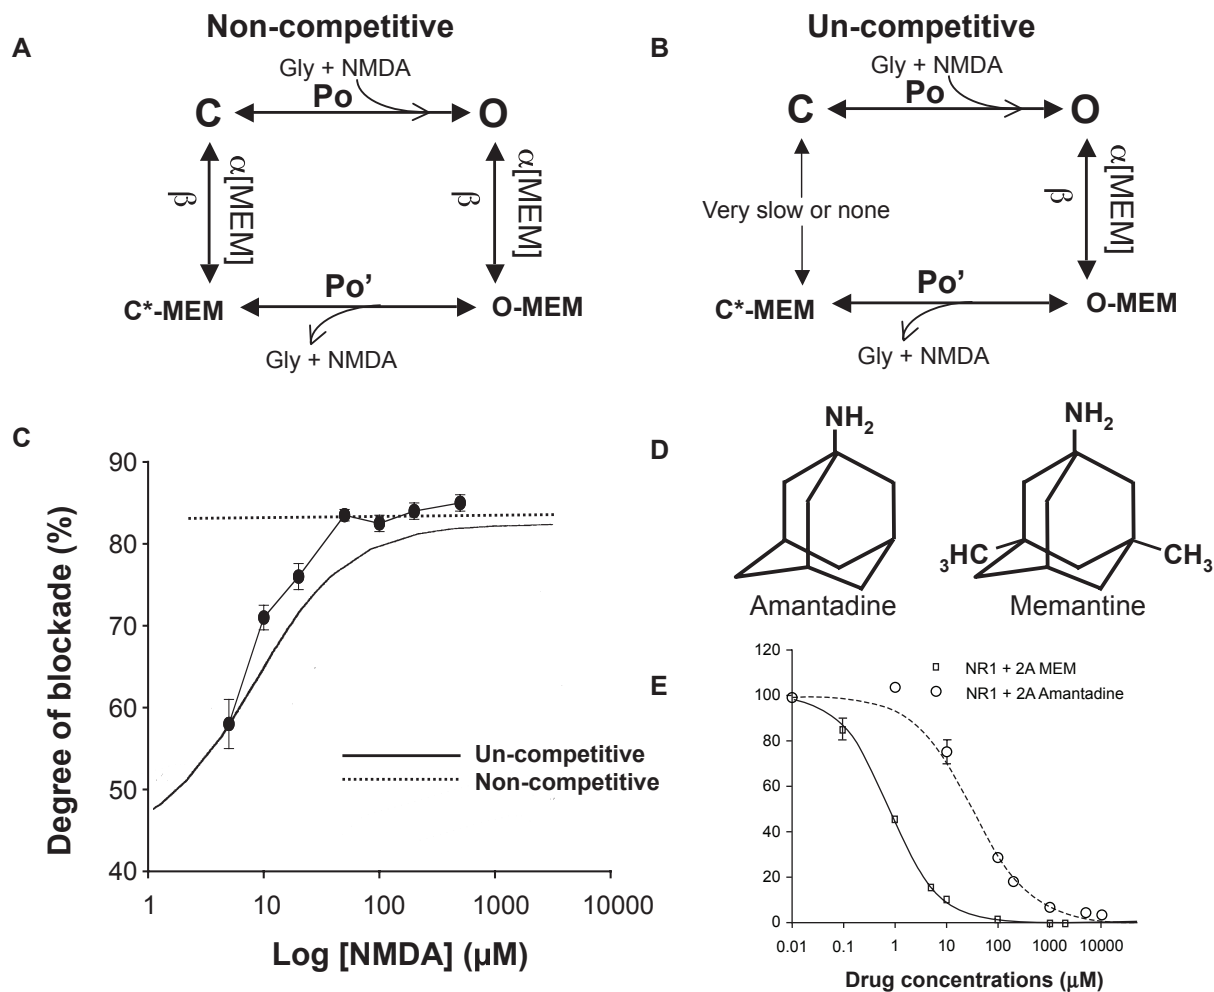 A
Non-competitive
Gly + NMDA
Po
C
O
α[MEM]
β
β
α[MEM]
Po’
C*-MEM
O-MEM
Gly + NMDA
B
Un-competitive
Gly + NMDA
Po
C
O
Very slow or none
β
α[MEM]
Po’
C*-MEM
O-MEM
Gly + NMDA
C
Degree of blockade (%)
90
80
70
60
50
40
Un-competitive
Non-competitive
1
10
100
1000
10000
Log [NMDA] (µM)
D
NH2
Amantadine
NH2
3HC
CH3
Memantine
E
120
100
80
60
40
20
0
NR1 + 2A MEM
NR1 + 2A Amantadine
0.01
0.1
1
10
100
1000
10000
Drug concentrations (µM)